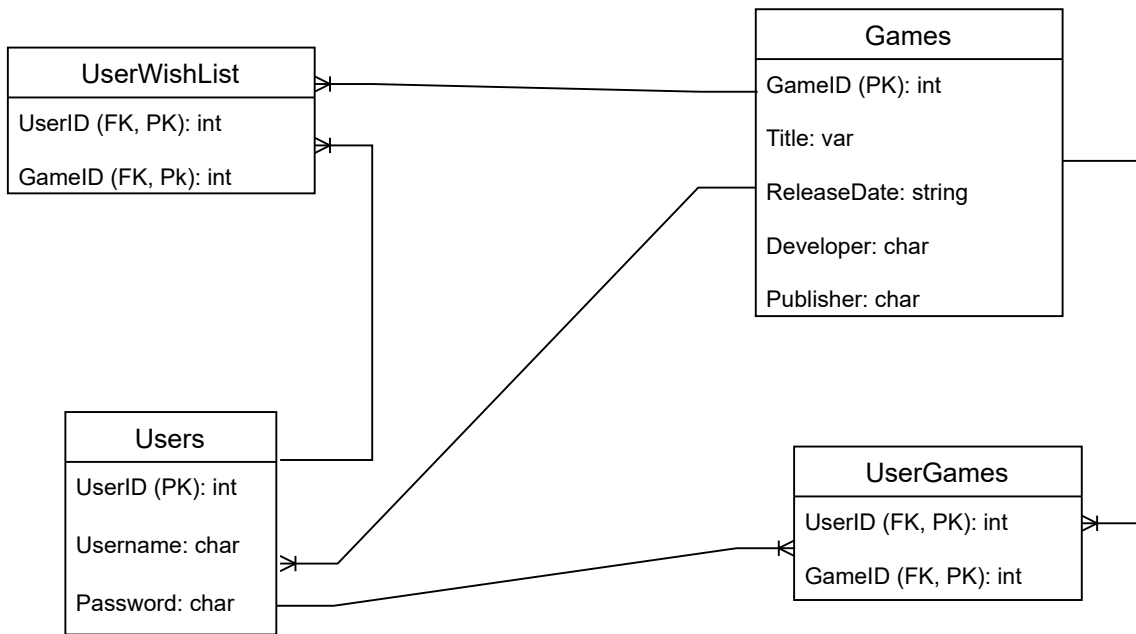 UserWishList
UserID (FK, PK): int
GameID (FK, Pk): int
Games
GameID (PK): int
Title: var
ReleaseDate: string
Developer: char
Publisher: char
Users
UserID (PK): int
Username: char
Password: char
UserGames
UserID (FK, PK): int
GameID (FK, PK): int